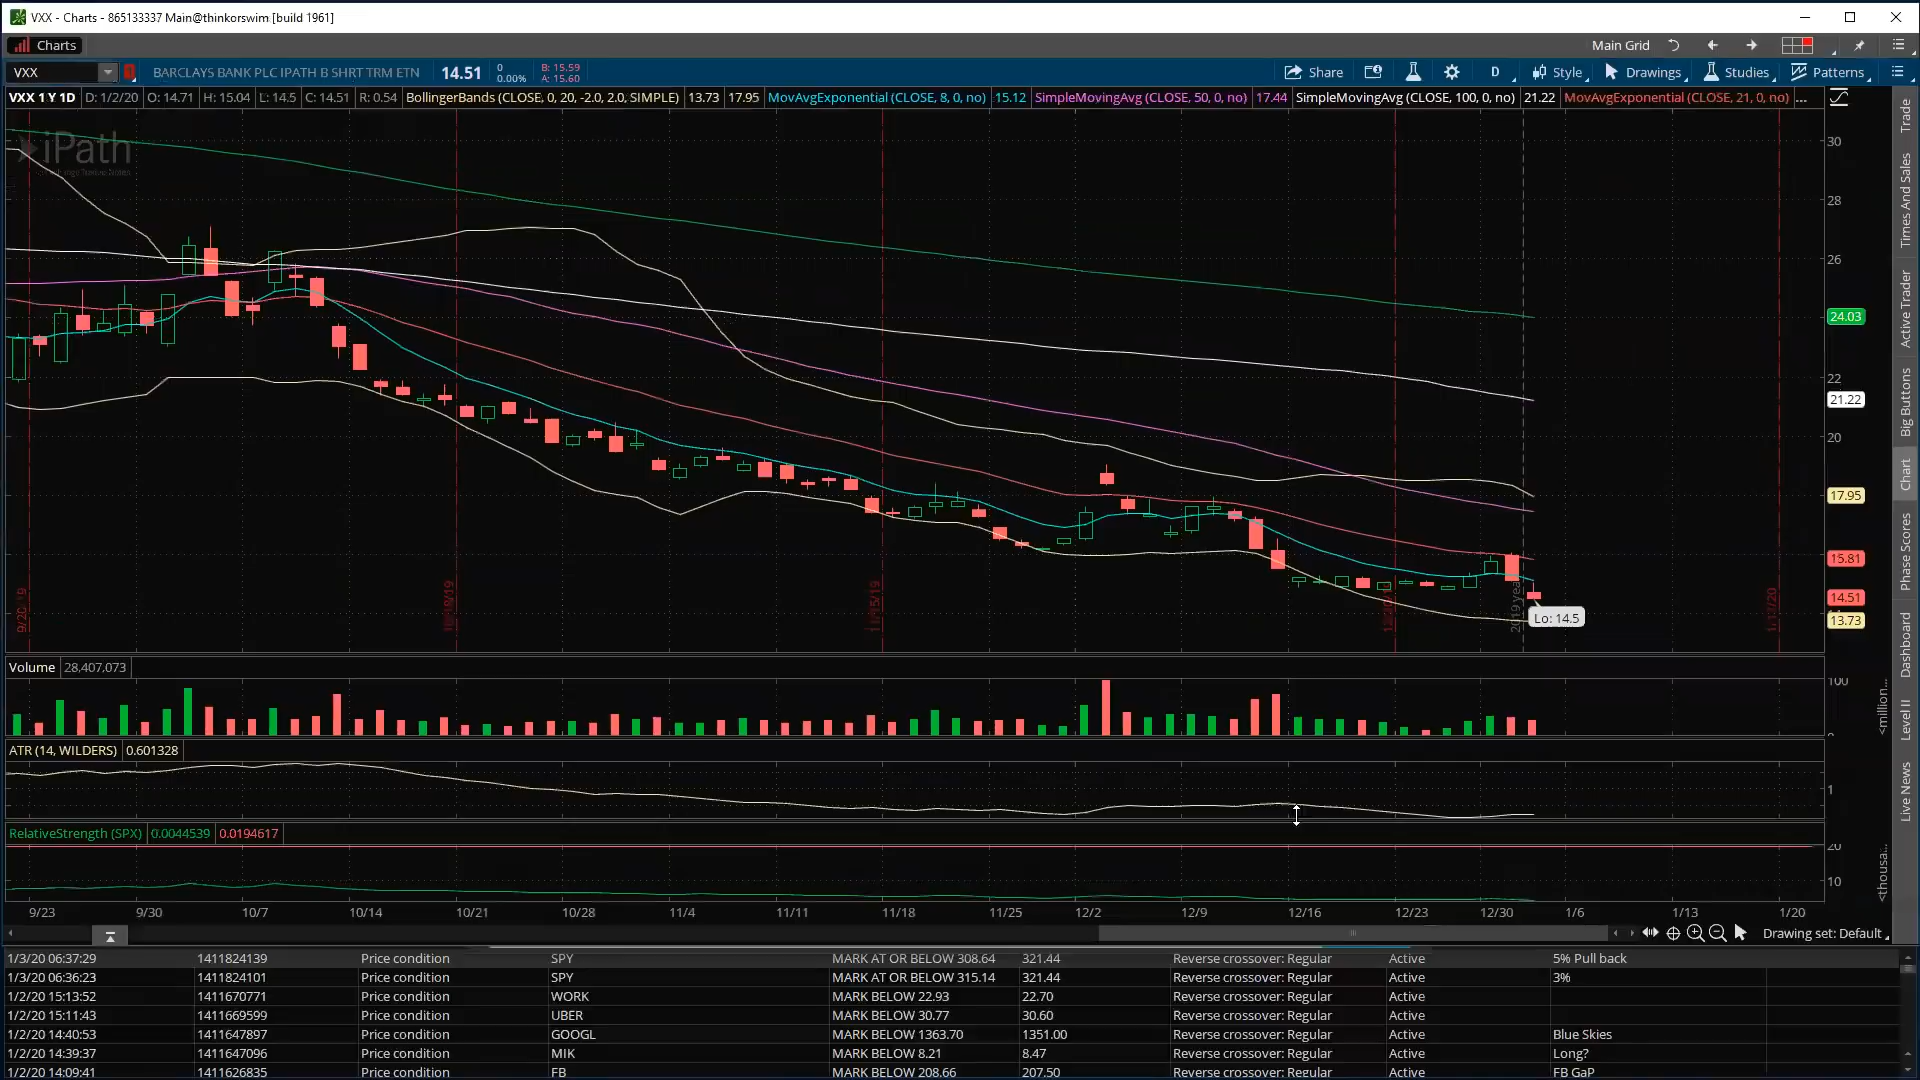 VXX - Charts - 865133337 Main@thinkorswim [build 1961]
Charts
Main Grid
VXX
BARCLAYS BANK PLC IPATH B SHRT TRM ETN
14.51
0
0.00%
B: 15.59
A: 15.60
Share
D
Style
Drawings
Studies
Patterns
VXX 1 Y 1D D: 1/2/20 O: 14.71 H: 15.04 L: 14.5 C: 14.51 R: 0.54 BollingerBands (CLOSE, 0, 20, -2.0, 2.0, SIMPLE) 13.73 17.95 MovAvgExponential (CLOSE, 8, 0, no) 15.12 SimpleMovingAvg (CLOSE, 50, 0, no) 17.44 SimpleMovingAvg (CLOSE, 100, 0, no) 21.22 MovAvgExponential (CLOSE, 21, 0, no) ...
iPath
30
28
26
24.03
22
21.22
20
17.95
15.81
14.51
13.73
10/18/19
11/15/19
Lo: 14.5
Volume 28,407,073
100
<million...
ATR (14, WILDERS) 0.601328
1
RelativeStrength (SPX) 0.0044539 0.0194617
20
10
<thousa...
9/23 9/30 10/7 10/14 10/21 10/28 11/4 11/11 11/18 11/25 12/2 12/9 12/16 12/23 12/30 1/6 1/13 1/20
Drawing set: Default
Trade
Times And Sales
Active Trader
Big Buttons
Chart
Phase Scores
Dashboard
Level II
Live News
1/3/20 06:37:29 1411824139 Price condition SPY MARK AT OR BELOW 308.64 321.44 Reverse crossover: Regular Active 5% Pull back
1/3/20 06:36:23 1411824101 Price condition SPY MARK AT OR BELOW 315.14 321.44 Reverse crossover: Regular Active 3%
1/2/20 15:13:52 1411670771 Price condition WORK MARK BELOW 22.93 22.70 Reverse crossover: Regular Active
1/2/20 15:11:43 1411669599 Price condition UBER MARK BELOW 30.77 30.60 Reverse crossover: Regular Active
1/2/20 14:40:53 1411647897 Price condition GOOGL MARK BELOW 1363.70 1351.00 Reverse crossover: Regular Active Blue Skies
1/2/20 14:39:37 1411647096 Price condition MIK MARK BELOW 8.21 8.47 Reverse crossover: Regular Active Long?
1/2/20 14:09:41 1411626835 Price condition FB MARK BELOW 208.66 207.50 Reverse crossover: Regular Active FB GaP